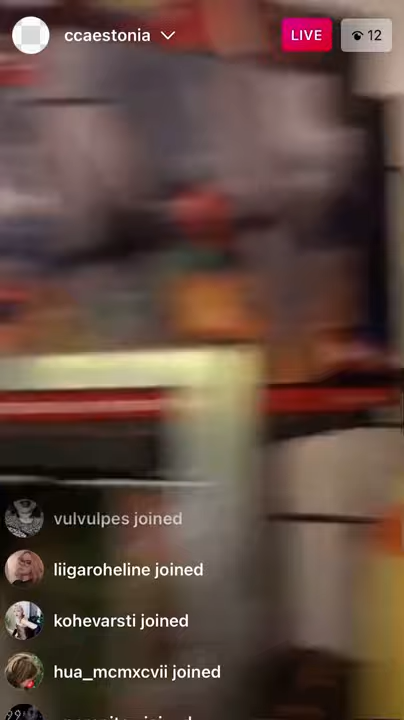 ccaestonia
LIVE
12
vulvulpes joined
liigaroheline joined
kohevarsti joined
hua_mcmxcvii joined